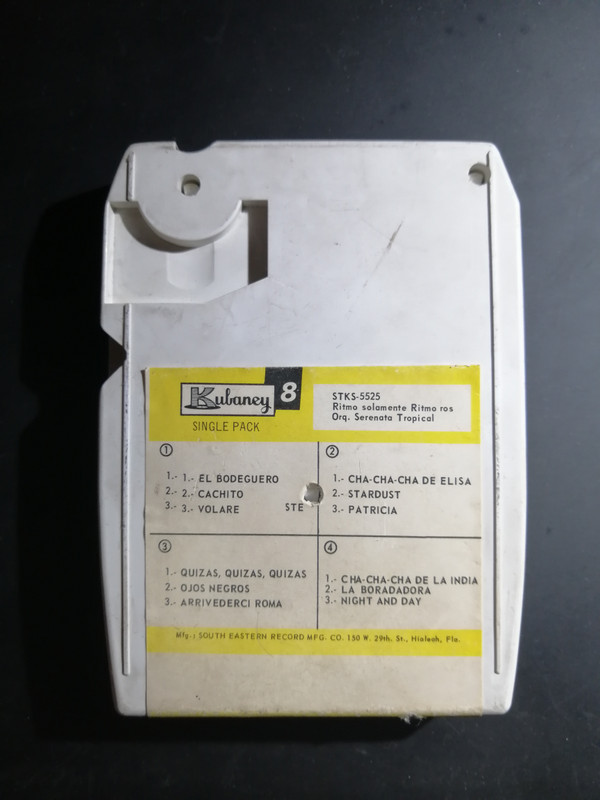 Kubaney 8
SINGLE PACK
STKS-5525
Ritmo solamente Ritmo ros
Orq. Serenata Tropical
①
1.- 1.- EL BODEGUERO
2.- 2.- CACHITO
3.- 3.- VOLARE
STE
②
1.- CHA-CHA-CHA DE ELISA
2.- STARDUST
3.- PATRICIA
③
1.- QUIZAS, QUIZAS, QUIZAS
2.- OJOS NEGROS
3.- ARRIVEDERCI ROMA
④
1.- CHA-CHA-CHA DE LA INDIA
2.- LA BORADADORA
3.- NIGHT AND DAY
Mfg.: SOUTH EASTERN RECORD MFG. CO. 150 W. 29th. St., Hialeah, Fla.